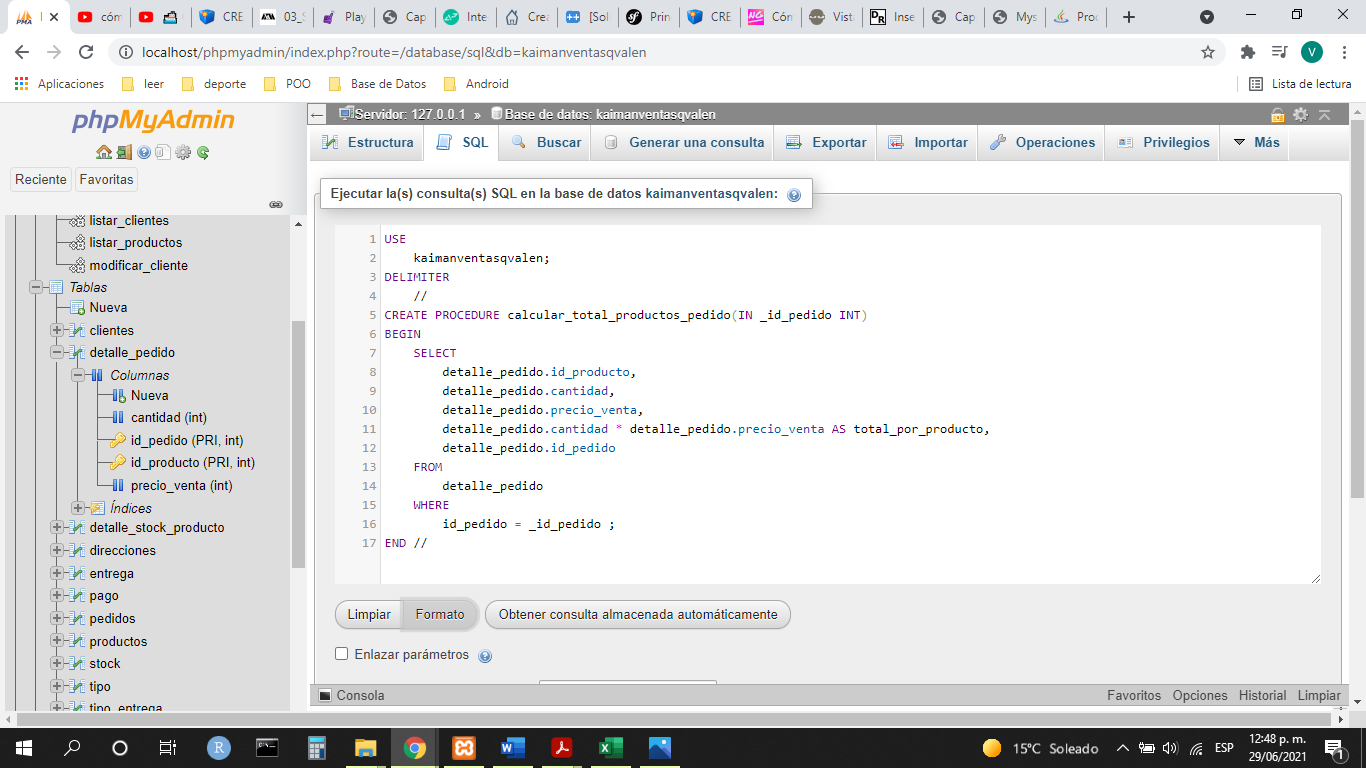 I
cóm
CRE
03_S
Play
Cap
Inte
Crea
[Sol
Prin
CRE
Cón
Vist
Inse
Cap
Mys
Proc
localhost/phpmyadmin/index.php?route=/database/sql&db=kaimanventasqvalen
V
Aplicaciones
leer
deporte
POO
Base de Datos
Android
Lista de lectura
phpMyAdmin
Reciente
Favoritas
listar_clientes
listar_productos
modificar_cliente
Tablas
Nueva
clientes
detalle_pedido
Columnas
Nueva
cantidad (int)
id_pedido (PRI, int)
id_producto (PRI, int)
precio_venta (int)
Índices
detalle_stock_producto
direcciones
entrega
pago
pedidos
productos
stock
tipo
tipo_entrega
Servidor: 127.0.0.1 » Base de datos: kaimanventasqvalen
Estructura
SQL
Buscar
Generar una consulta
Exportar
Importar
Operaciones
Privilegios
Más
Ejecutar la(s) consulta(s) SQL en la base de datos kaimanventasqvalen:
1 USE
2 kaimanventasqvalen;
3 DELIMITER
4 //
5 CREATE PROCEDURE calcular_total_productos_pedido(IN _id_pedido INT)
6 BEGIN
7 SELECT
8 detalle_pedido.id_producto,
9 detalle_pedido.cantidad,
10 detalle_pedido.precio_venta,
11 detalle_pedido.cantidad * detalle_pedido.precio_venta AS total_por_producto,
12 detalle_pedido.id_pedido
13 FROM
14 detalle_pedido
15 WHERE
16 id_pedido = _id_pedido ;
17 END //
Limpiar
Formato
Obtener consulta almacenada automáticamente
Enlazar parámetros
Consola
Favoritos
Opciones
Historial
Limpiar
15°C Soleado
ESP
12:48 p. m.
29/06/2021
1